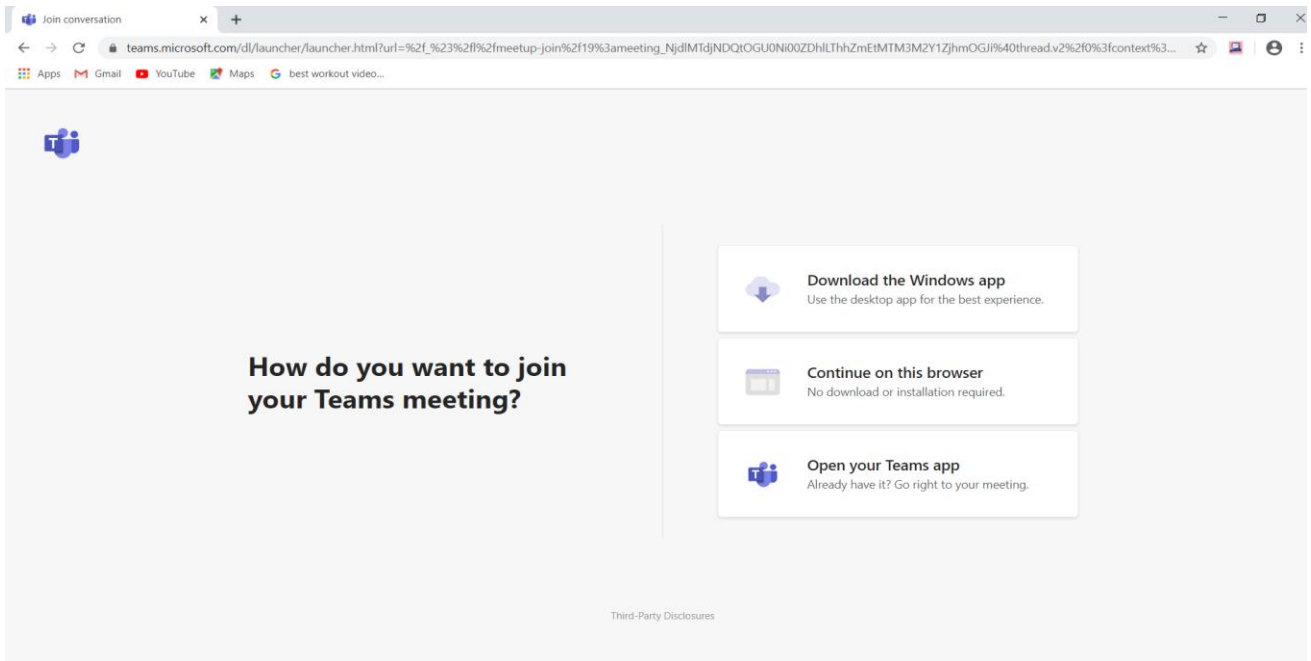 Join conversation
teams.microsoft.com/dl/launcher/launcher.html?url=%2f_%23%2fl%2fmeetup-join%2f19%3ameeting_NjdlMTdjNDQtOGU0Ni00ZDhlLThhZmEtMTM3M2Y1ZjhmOGJi%40thread.v2%2f0%3fcontext%3...
Apps Gmail YouTube Maps best workout video...
Download the Windows app
Use the desktop app for the best experience.
How do you want to join
your Teams meeting?
Continue on this browser
No download or installation required.
Open your Teams app
Already have it? Go right to your meeting.
Third-Party Disclosures